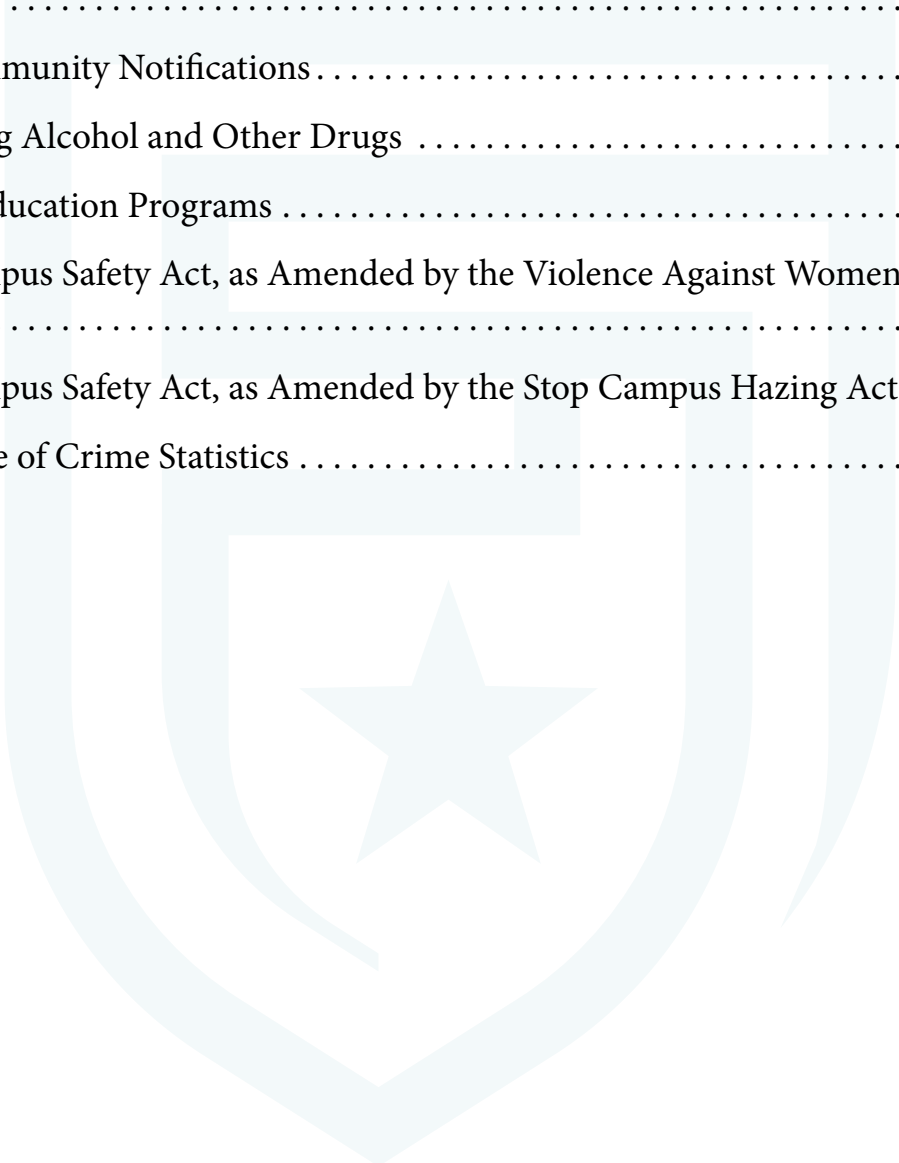 . . . . . . . . . . . . . . . . . . . . . . . . . . . . . . . . . . . . . . . .
mmunity Notifications . . . . . . . . . . . . . . . . . . . . . . . . . .
g Alcohol and Other Drugs . . . . . . . . . . . . . . . . . . . . . .
ducation Programs . . . . . . . . . . . . . . . . . . . . . . . . . . . .
pus Safety Act, as Amended by the Violence Against Women
. . . . . . . . . . . . . . . . . . . . . . . . . . . . . . . . . . . . . . . .
pus Safety Act, as Amended by the Stop Campus Hazing Act
e of Crime Statistics . . . . . . . . . . . . . . . . . . . . . . . . . . .